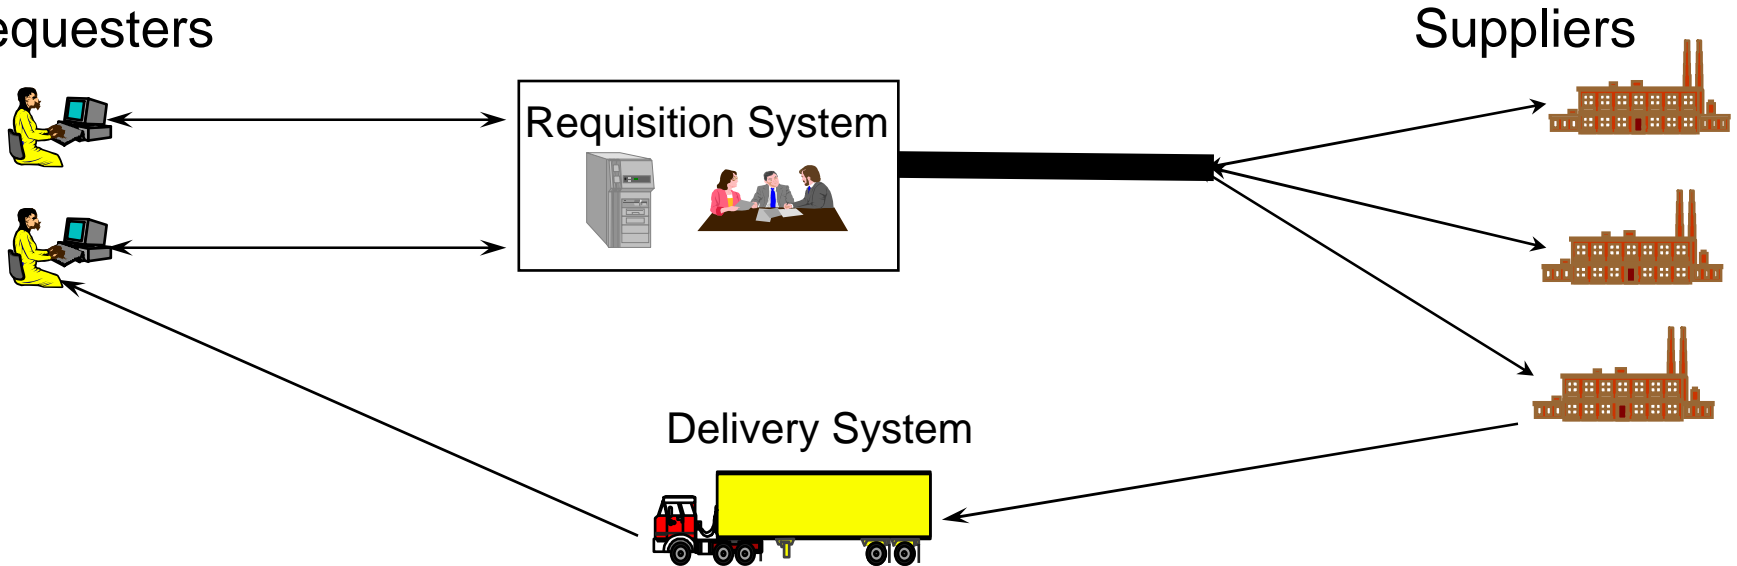 equesters
Suppliers
Requisition System
Delivery System